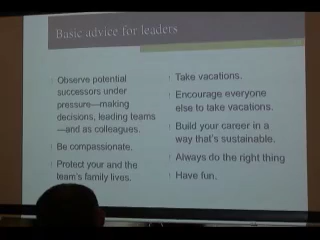 Basic advice for leaders
Observe potential
successors under
pressure—making
decisions, leading teams
—and as colleagues.
Be compassionate.
Protect your and the
team's family lives.
Take vacations.
Encourage everyone
else to take vacations.
Build your career in a
way that's sustainable.
Always do the right thing
Have fun.